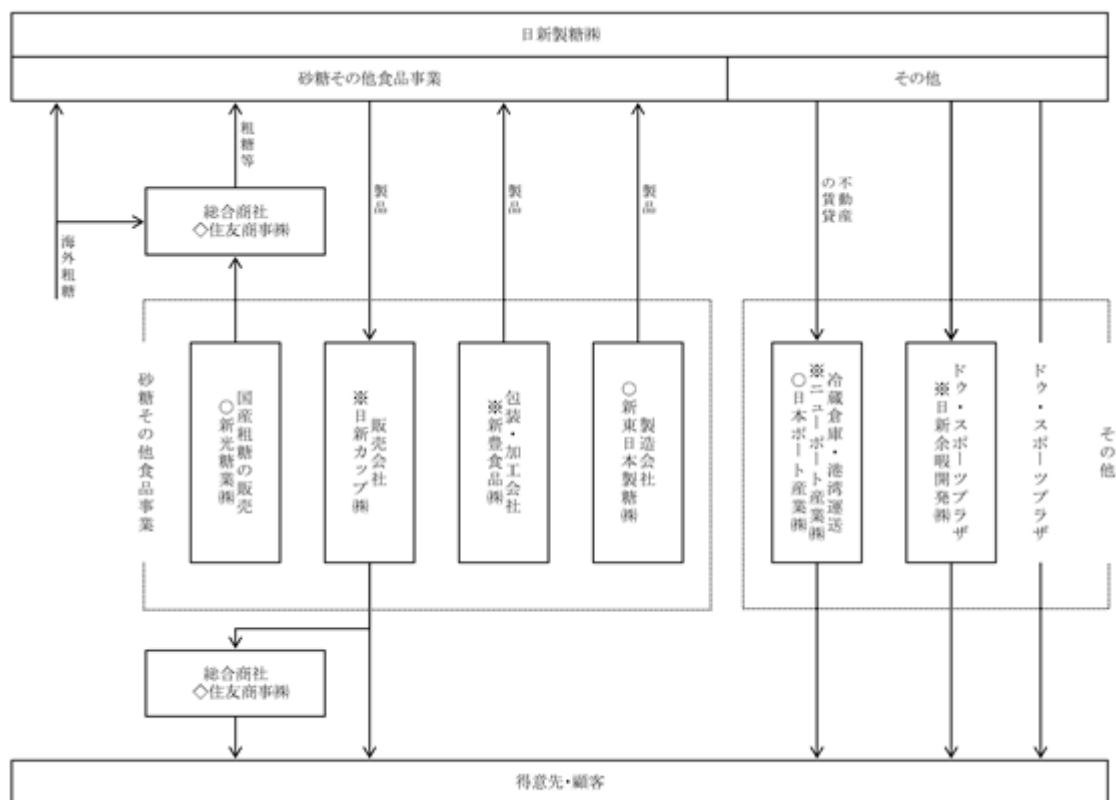 日新製糖㈱
砂糖その他食品事業
その他
粗糖等
製品
製品
製品
不動産
の賃貸
総合商社
◇住友商事㈱
海外粗糖
砂糖その他食品事業
国産粗糖の販売
○新光糖業㈱
販売会社
※日新カップ㈱
包装・加工会社
※新豊食品㈱
製造会社
○新東日本製糖㈱
冷蔵倉庫・港湾運送
※ニューポート産業㈱
○日本ポート産業㈱
ドゥ・スポーツプラザ
※日新余暇開発㈱
ドゥ・スポーツプラザ
その他
総合商社
◇住友商事㈱
得意先・顧客